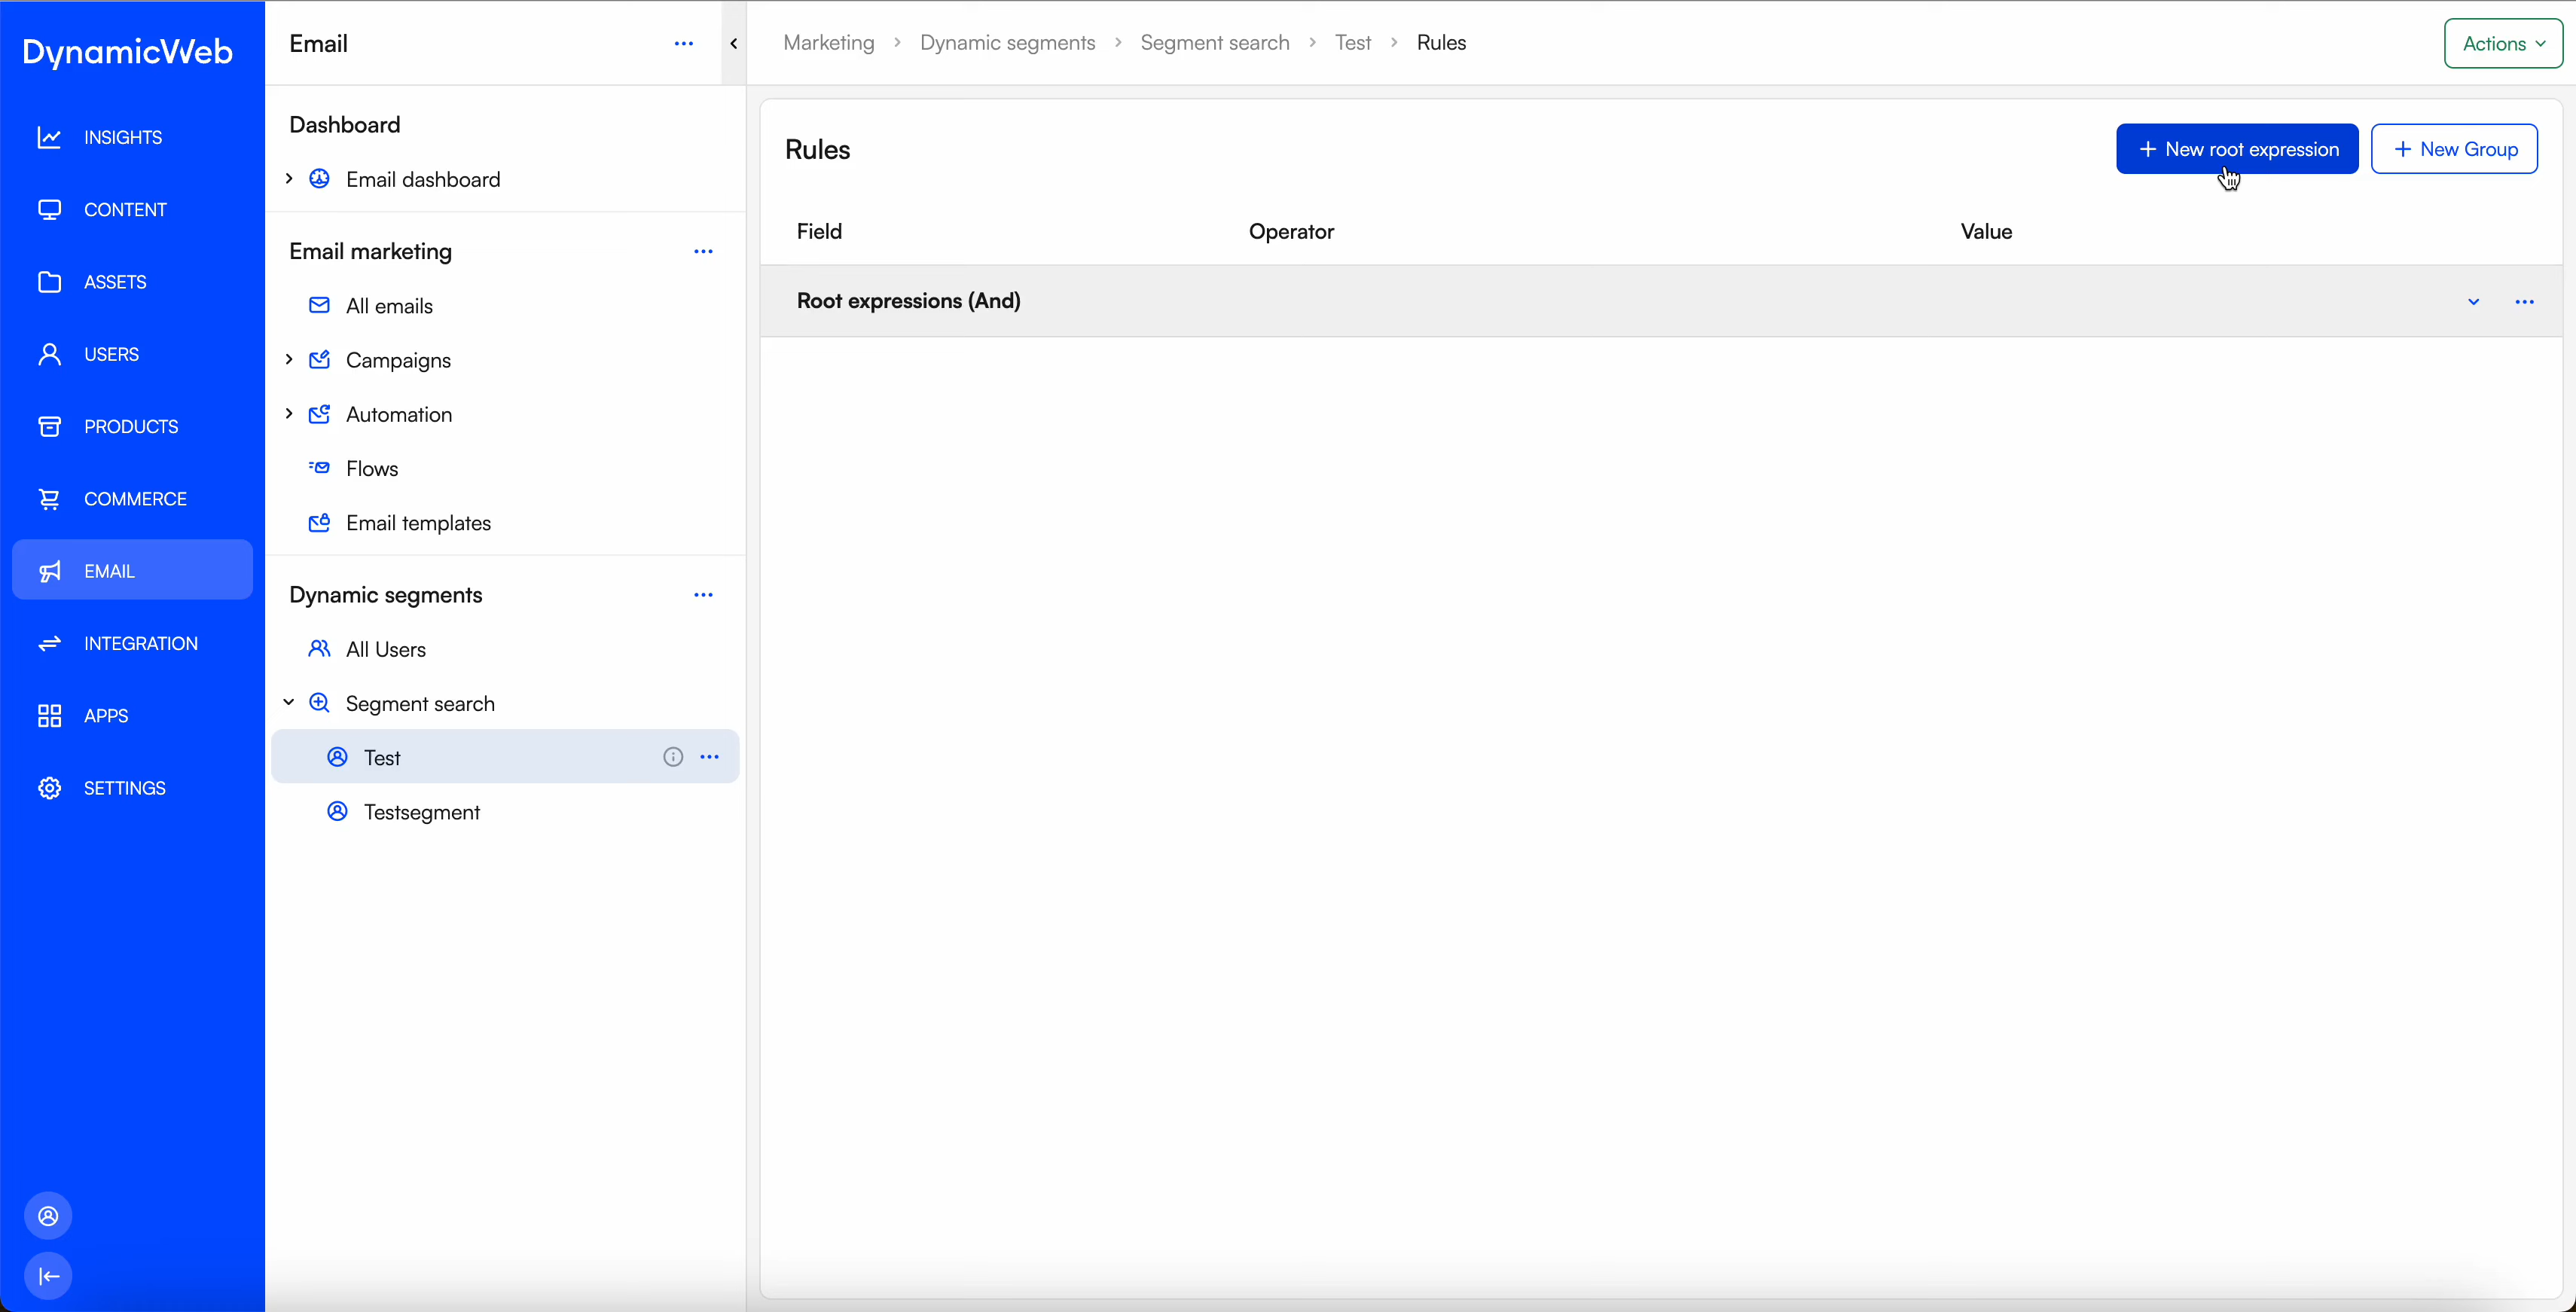 DynamicWeb
INSIGHTS
CONTENT
ASSETS
USERS
PRODUCTS
COMMERCE
EMAIL
INTEGRATION
APPS
SETTINGS
Email
Dashboard
Email dashboard
Email marketing
All emails
Campaigns
Automation
Flows
Email templates
Dynamic segments
All Users
Segment search
Test
Testsegment
Marketing > Dynamic segments > Segment search > Test > Rules
Actions
Rules
+ New root expression
+ New Group
Field Operator Value
Root expressions (And)